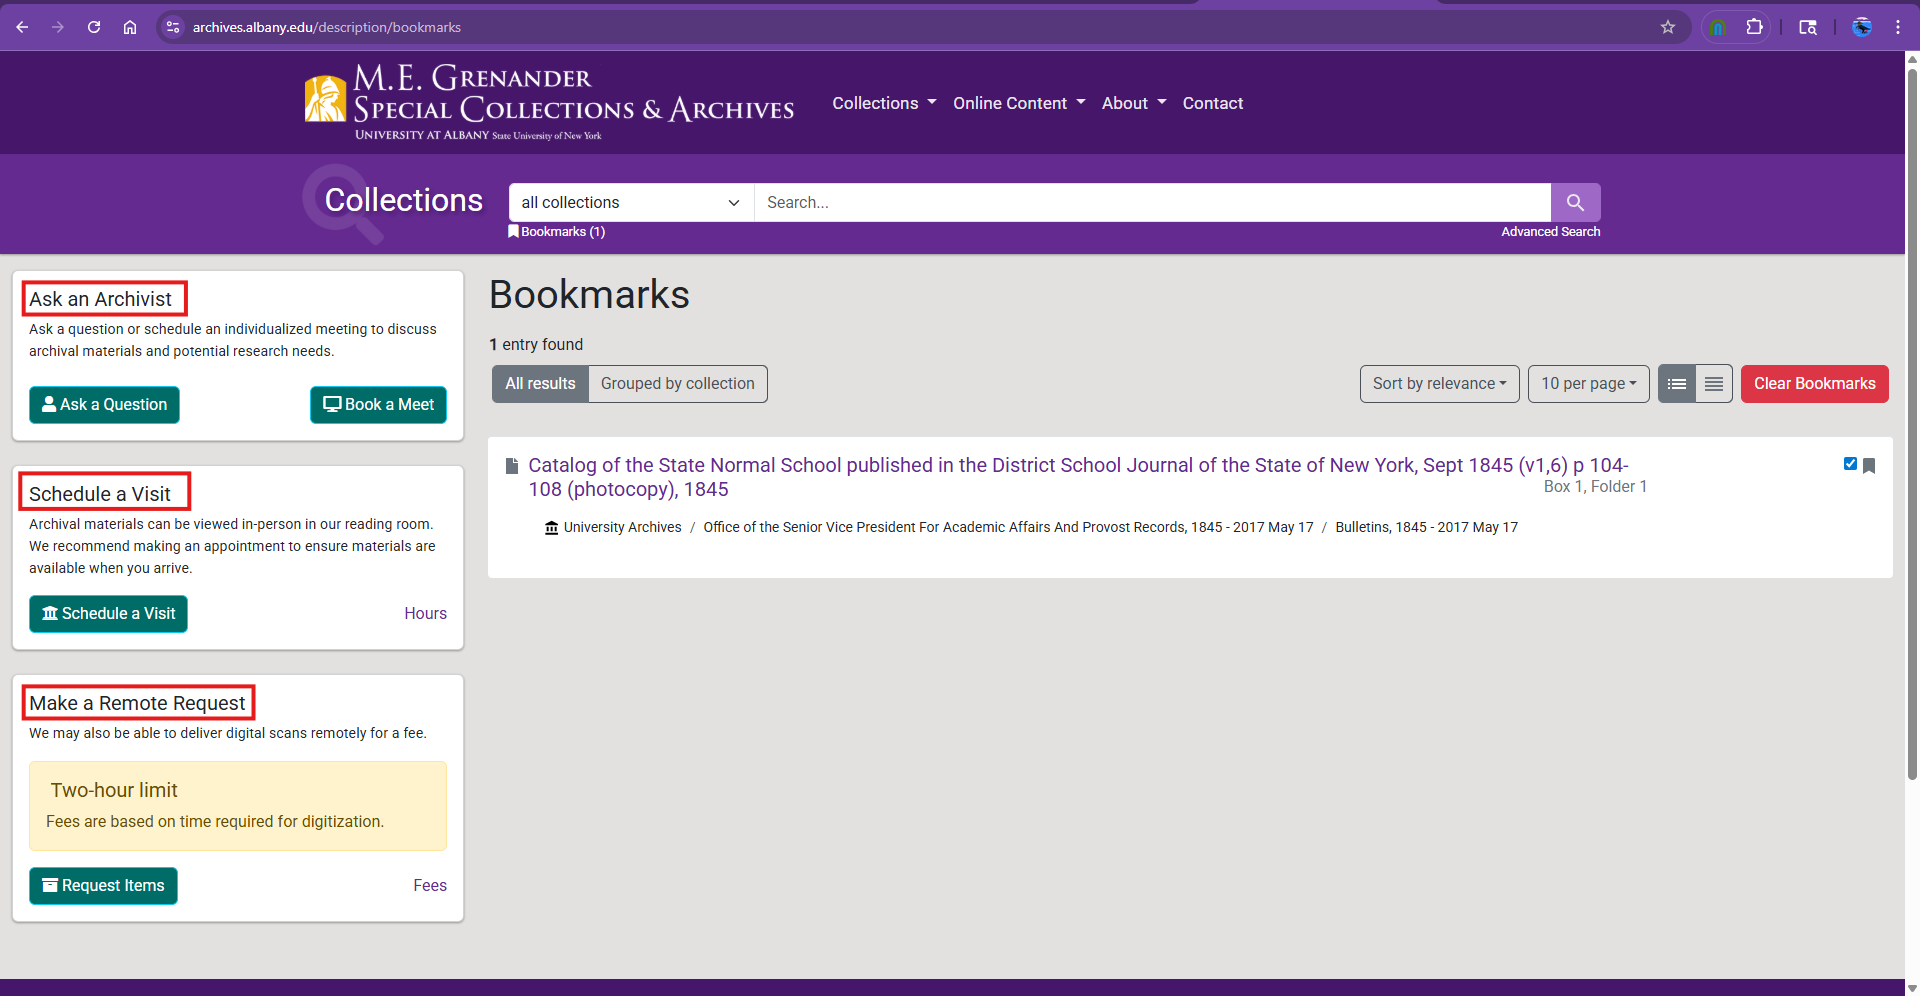 archives.albany.edu/description/bookmarks
M.E. GRENANDER
SPECIAL COLLECTIONS & ARCHIVES
UNIVERSITY AT ALBANY State University of New York
Collections
Online Content
About
Contact
Collections
all collections
Search...
Bookmarks (1)
Advanced Search
Ask an Archivist
Ask a question or schedule an individualized meeting to discuss
archival materials and potential research needs.
Ask a Question
Book a Meet
Schedule a Visit
Archival materials can be viewed in-person in our reading room.
We recommend making an appointment to ensure materials are
available when you arrive.
Schedule a Visit
Hours
Make a Remote Request
We may also be able to deliver digital scans remotely for a fee.
Two-hour limit
Fees are based on time required for digitization.
Request Items
Fees
Bookmarks
1 entry found
All results
Grouped by collection
Sort by relevance
10 per page
Clear Bookmarks
Catalog of the State Normal School published in the District School Journal of the State of New York, Sept 1845 (v1,6) p 104-
108 (photocopy), 1845
Box 1, Folder 1
University Archives / Office of the Senior Vice President For Academic Affairs And Provost Records, 1845 - 2017 May 17 / Bulletins, 1845 - 2017 May 17